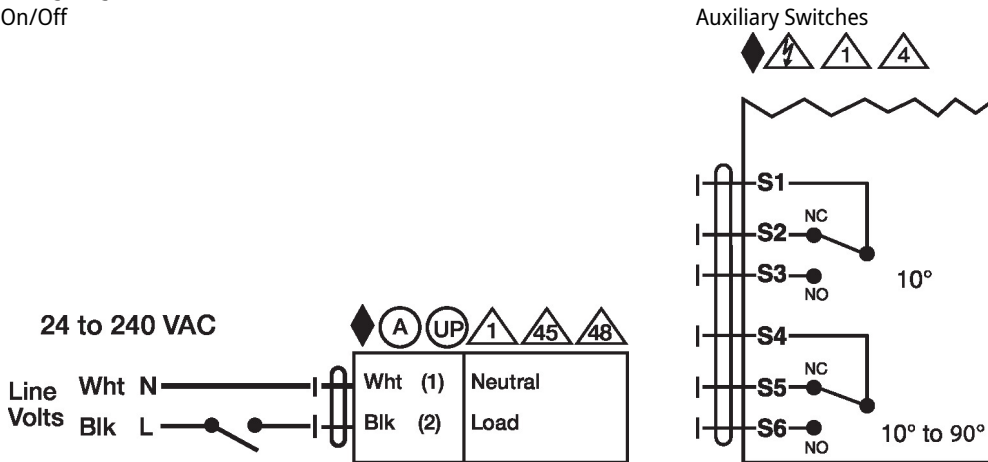 On/Off
24 to 240 VAC
A UP 1 45 48
Line Volts
Wht N
Blk L
Wht (1) Neutral
Blk (2) Load
Auxiliary Switches
1 4
S1
NC
S2
S3
NO
10°
S4
NC
S5
S6
NO
10° to 90°